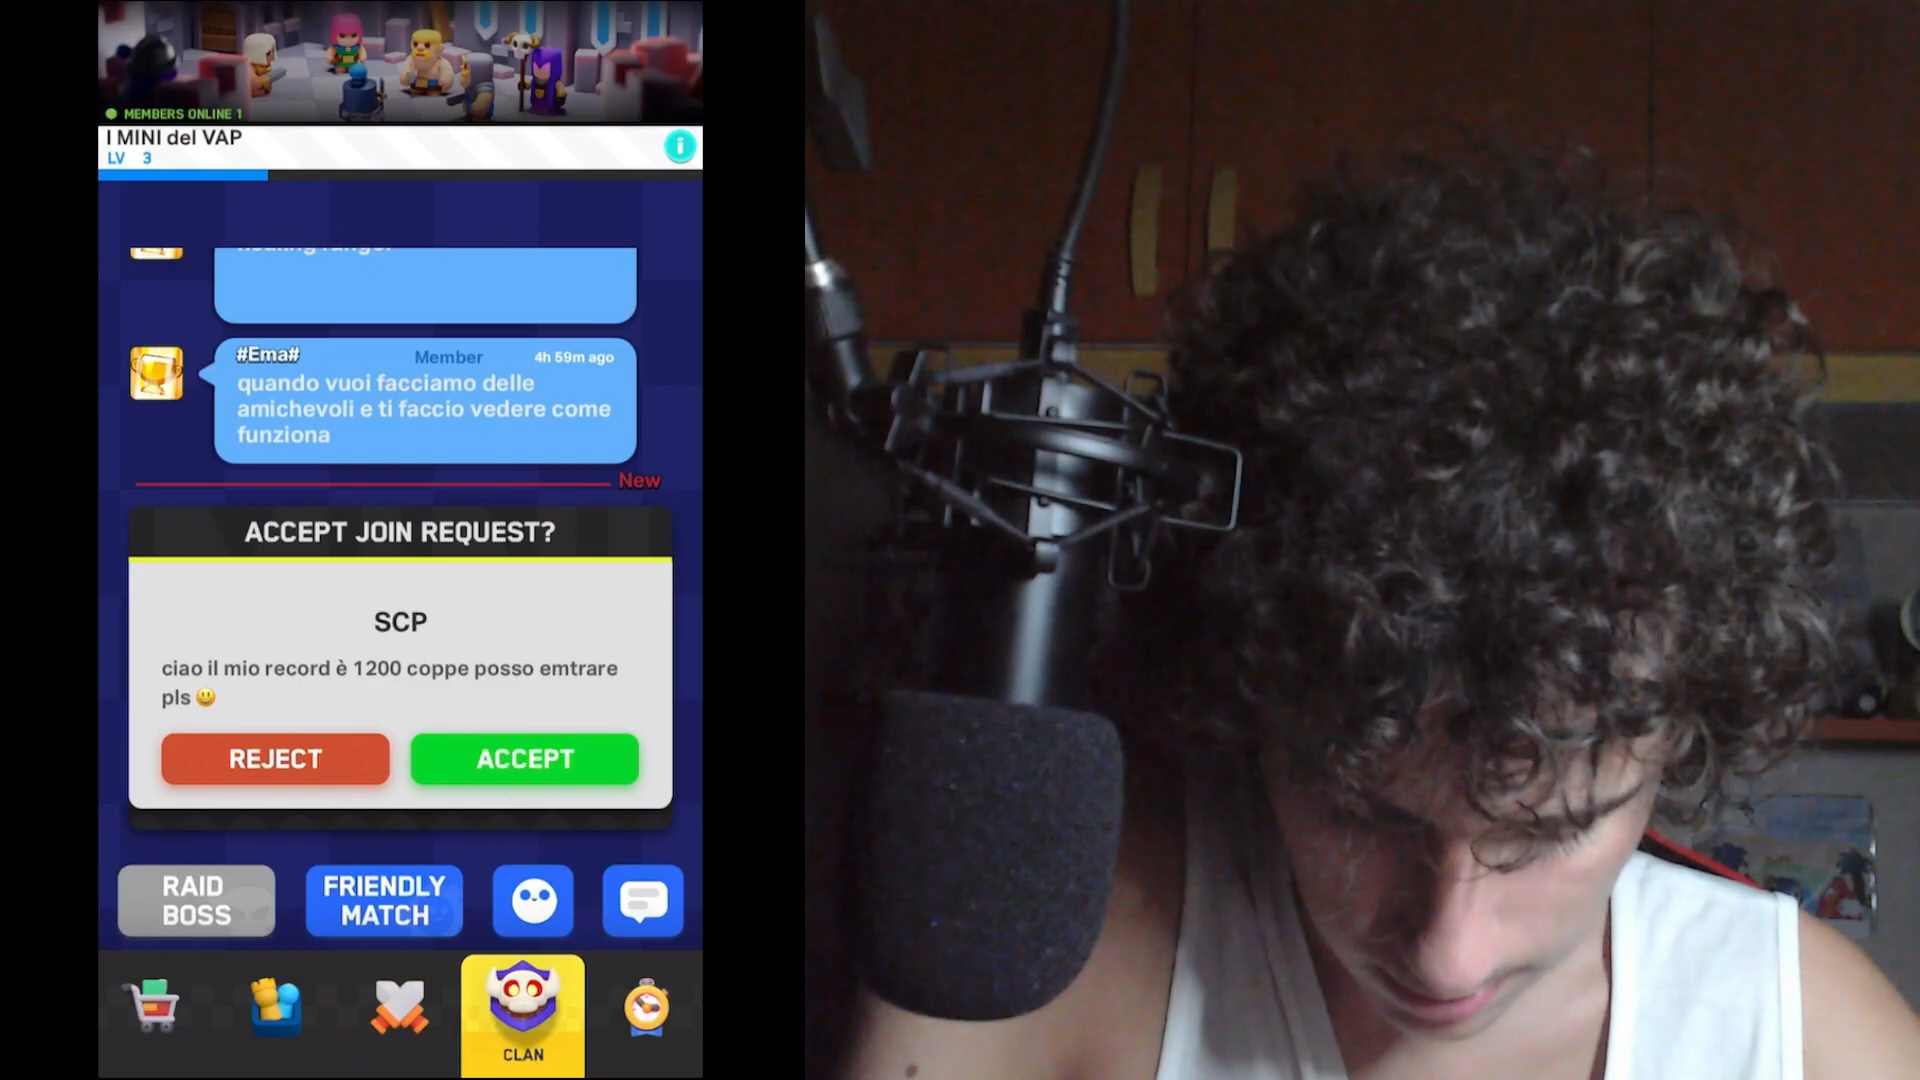 MEMBERS ONLINE 1
I MINI del VAP
LV 3
#Ema# Member 4h 59m ago
quando vuoi facciamo delle
amichevoli e ti faccio vedere come
funziona
New
ACCEPT JOIN REQUEST?
SCP
ciao il mio record è 1200 coppe posso emtrare
pls 😃
REJECT ACCEPT
RAID
BOSS
FRIENDLY
MATCH
CLAN